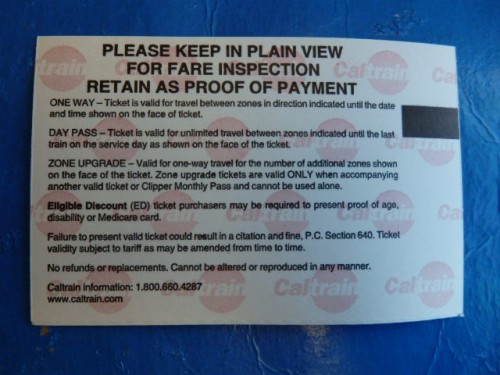 PLEASE KEEP IN PLAIN VIEW
FOR FARE INSPECTION
RETAIN AS PROOF OF PAYMENT
ONE WAY – Ticket is valid for travel between zones in direction indicated until the date
and time shown on the face of ticket.
DAY PASS – Ticket is valid for unlimited travel between zones indicated until the last
train on the service day as shown on the face of the ticket.
ZONE UPGRADE – Valid for one-way travel for the number of additional zones shown
on the face of the ticket. Zone upgrade tickets are valid ONLY when accompanying
another valid ticket or Clipper Monthly Pass and cannot be used alone.
Eligible Discount (ED) ticket purchasers may be required to present proof of age,
disability or Medicare card.
Failure to present valid ticket could result in a citation and fine, P.C. Section 640. Ticket
validity subject to tariff as may be amended from time to time.
No refunds or replacements. Cannot be altered or reproduced in any manner.
Caltrain information: 1.800.660.4287
www.caltrain.com
Caltrain